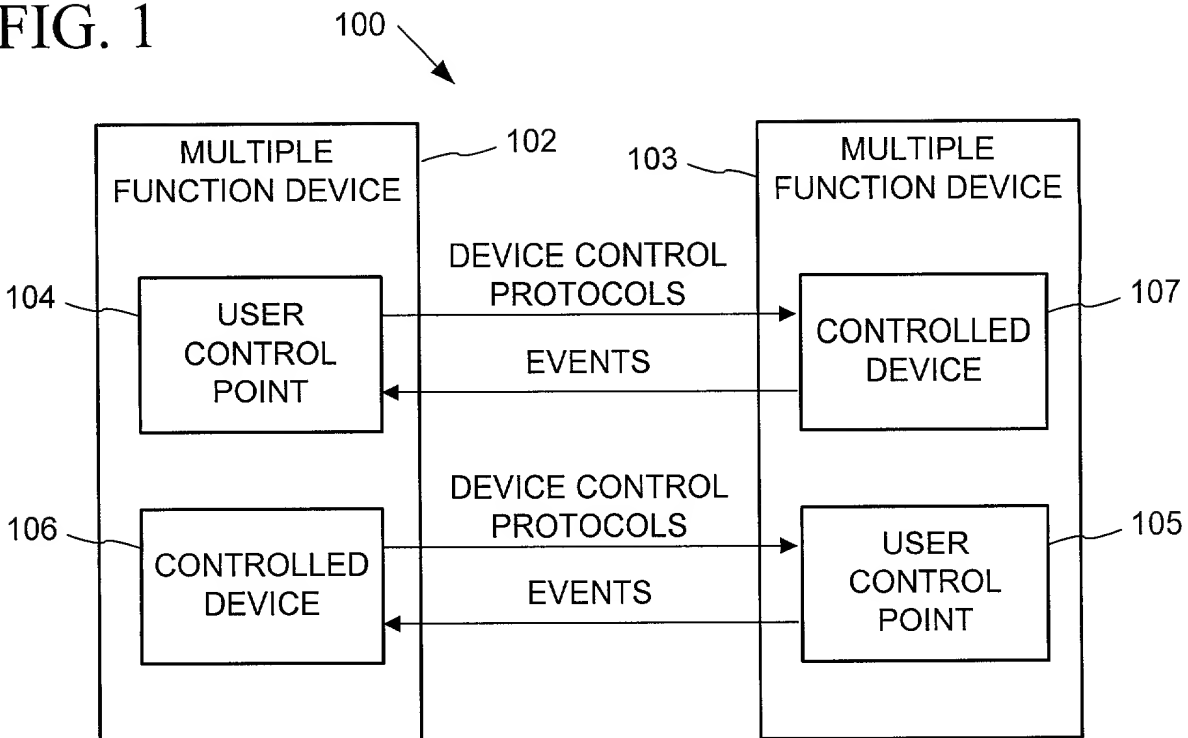 FIG. 1
100
MULTIPLE
FUNCTION DEVICE
102
103
MULTIPLE
FUNCTION DEVICE
104
USER
CONTROL
POINT
DEVICE CONTROL
PROTOCOLS
EVENTS
CONTROLLED
DEVICE
107
106
CONTROLLED
DEVICE
DEVICE CONTROL
PROTOCOLS
EVENTS
USER
CONTROL
POINT
105